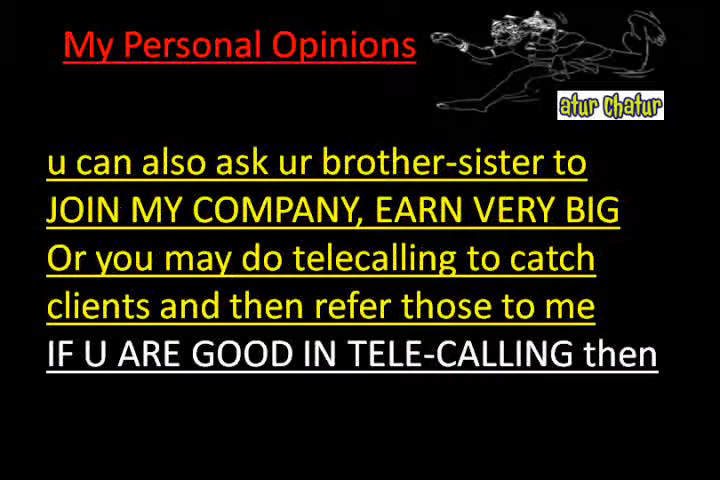 My Personal Opinions
atur chatur
u can also ask ur brother-sister to
JOIN MY COMPANY, EARN VERY BIG
Or you may do telecalling to catch
clients and then refer those to me
IF U ARE GOOD IN TELE-CALLING then